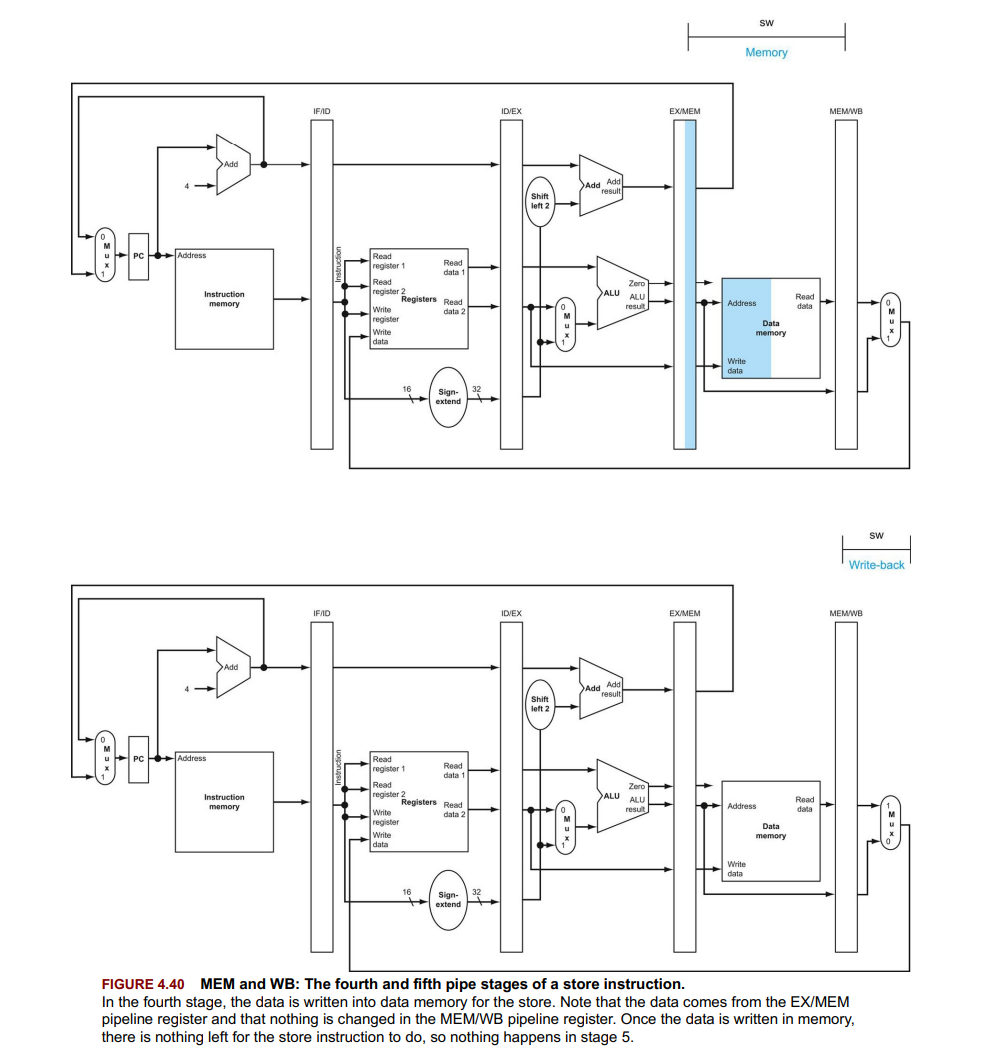 SW
Memory
IF/ID
ID/EX
EX/MEM
MEM/WB
Add
4
Shift
left 2
Add Add
result
0
M
u
x
1
PC
Address
Instruction
memory
Instruction
Read
register 1
Read
register 2
Write
register
Write
data
Registers
Read
data 1
Read
data 2
0
M
u
x
1
Zero
ALU
ALU
result
Address
Read
data
Data
memory
Write
data
0
M
u
x
1
16
Sign-
extend
32
SW
Write-back
IF/ID
ID/EX
EX/MEM
MEM/WB
Add
4
Shift
left 2
Add Add
result
0
M
u
x
1
PC
Address
Instruction
memory
Instruction
Read
register 1
Read
register 2
Write
register
Write
data
Registers
Read
data 1
Read
data 2
0
M
u
x
1
Zero
ALU
ALU
result
Address
Read
data
Data
memory
Write
data
1
M
u
x
0
16
Sign-
extend
32
FIGURE 4.40 MEM and WB: The fourth and fifth pipe stages of a store instruction.
In the fourth stage, the data is written into data memory for the store. Note that the data comes from the EX/MEM
pipeline register and that nothing is changed in the MEM/WB pipeline register. Once the data is written in memory,
there is nothing left for the store instruction to do, so nothing happens in stage 5.